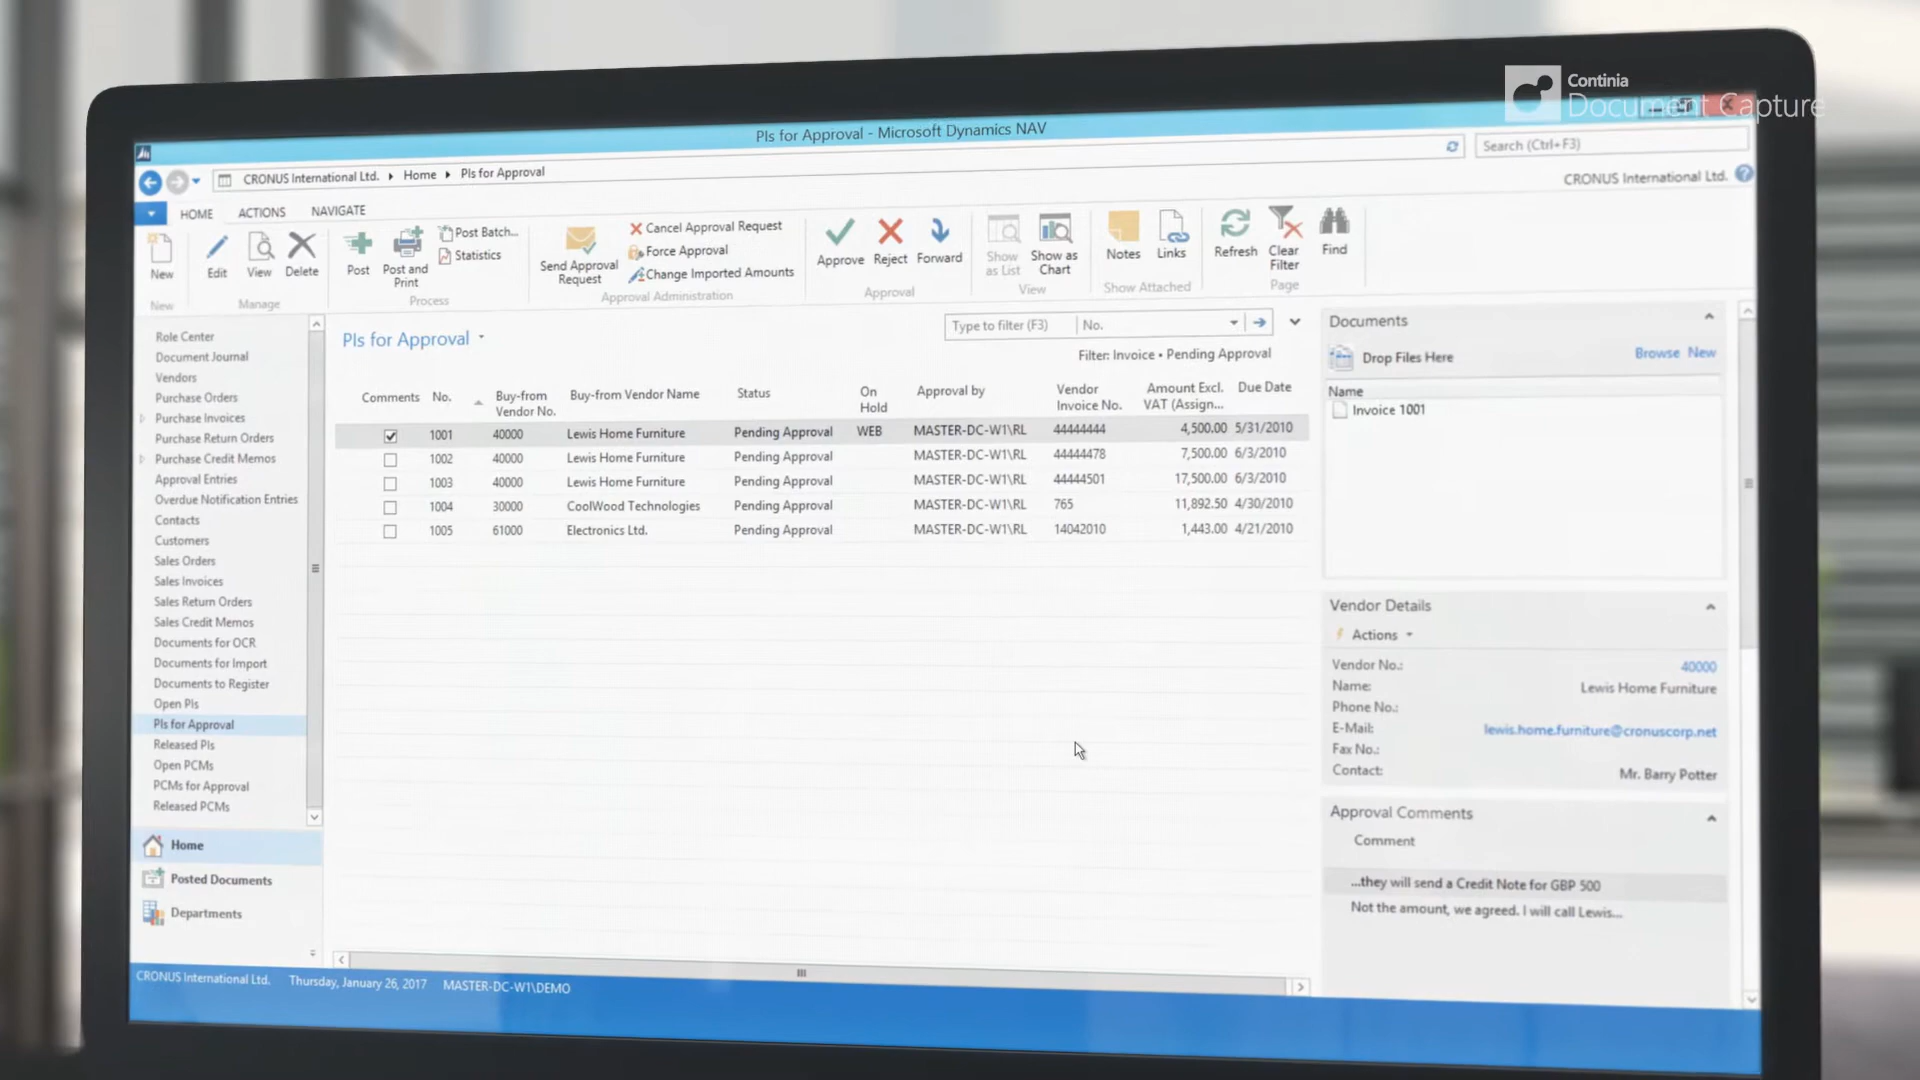 Continia
Document Capture
PIs for Approval - Microsoft Dynamics NAV
CRONUS International Ltd. Home PIs for Approval
Search (Ctrl+F3)
CRONUS International Ltd.
HOME ACTIONS NAVIGATE
New
Edit
View
Delete
Post
Post and Print
Post Batch...
Statistics
Send Approval Request
Cancel Approval Request
Force Approval
Change Imported Amounts
Approve
Reject
Forward
Show as List
Show as Chart
Notes
Links
Refresh
Clear Filter
Find
New
Manage
Process
Approval Administration
Approval
View
Show Attached
Page
Role Center
Document Journal
Vendors
Purchase Orders
Purchase Invoices
Purchase Return Orders
Purchase Credit Memos
Approval Entries
Overdue Notification Entries
Contacts
Customers
Sales Orders
Sales Invoices
Sales Return Orders
Sales Credit Memos
Documents for OCR
Documents for Import
Documents to Register
Open PIs
PIs for Approval
Released PIs
Open PCMs
PCMs for Approval
Released PCMs
Home
Posted Documents
Departments
PIs for Approval
Type to filter (F3) No.
Filter: Invoice • Pending Approval
Comments No. Buy-from Vendor No. Buy-from Vendor Name Status On Hold Approval by Vendor Invoice No. Amount Excl. VAT (Assign... Due Date
1001 40000 Lewis Home Furniture Pending Approval WEB MASTER-DC-W1\RL 44444444 4,500.00 5/31/2010
1002 40000 Lewis Home Furniture Pending Approval MASTER-DC-W1\RL 44444478 7,500.00 6/3/2010
1003 40000 Lewis Home Furniture Pending Approval MASTER-DC-W1\RL 44444501 17,500.00 6/3/2010
1004 30000 CoolWood Technologies Pending Approval MASTER-DC-W1\RL 765 11,892.50 4/30/2010
1005 61000 Electronics Ltd. Pending Approval MASTER-DC-W1\RL 14042010 1,443.00 4/21/2010
Documents
Drop Files Here Browse New
Name
Invoice 1001
Vendor Details
Actions
Vendor No.: 40000
Name: Lewis Home Furniture
Phone No.:
E-Mail: lewis.home.furniture@cronuscorp.net
Fax No.:
Contact: Mr. Barry Potter
Approval Comments
Comment
...they will send a Credit Note for GBP 500
Not the amount, we agreed. I will call Lewis...
CRONUS International Ltd. Thursday, January 26, 2017 MASTER-DC-W1\DEMO